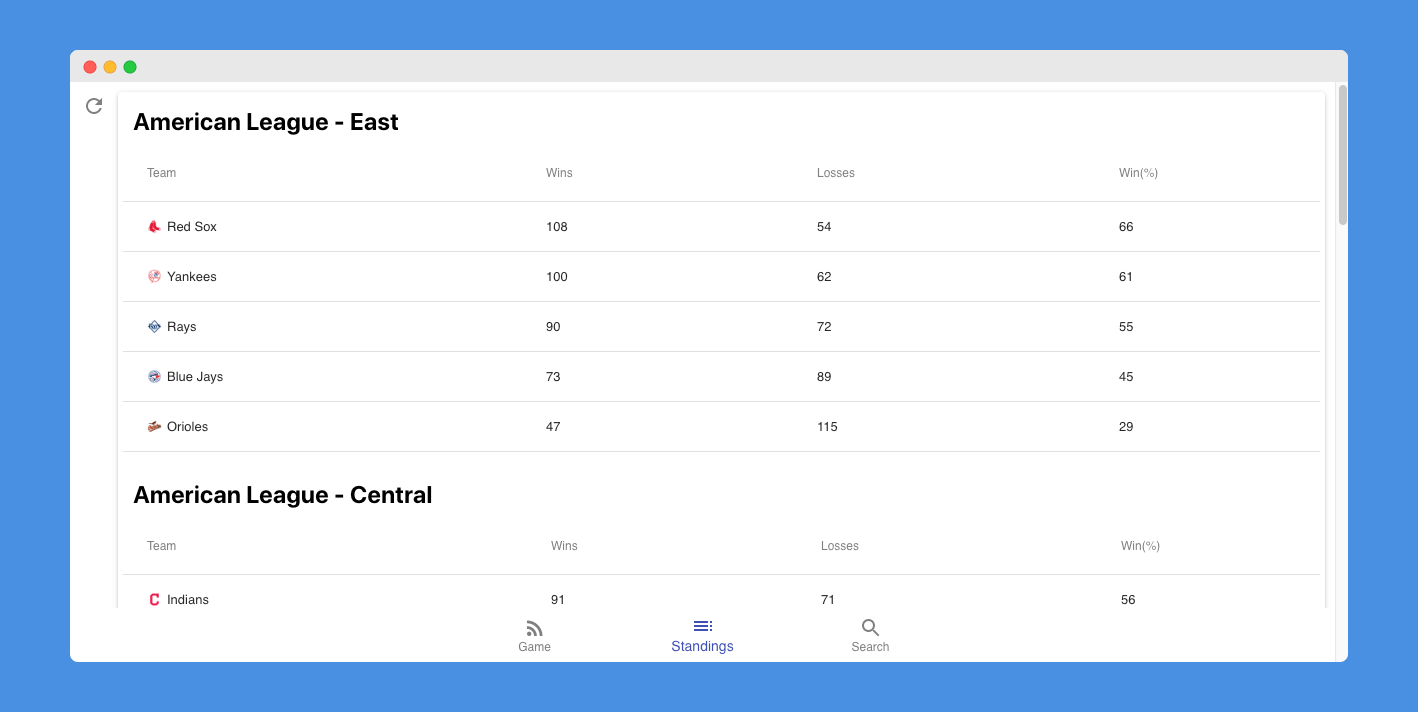 American League - East
Team Wins Losses Win(%)
Red Sox 108 54 66
Yankees 100 62 61
Rays 90 72 55
Blue Jays 73 89 45
Orioles 47 115 29
American League - Central
Team Wins Losses Win(%)
C Indians 91 71 56
Game Standings Search